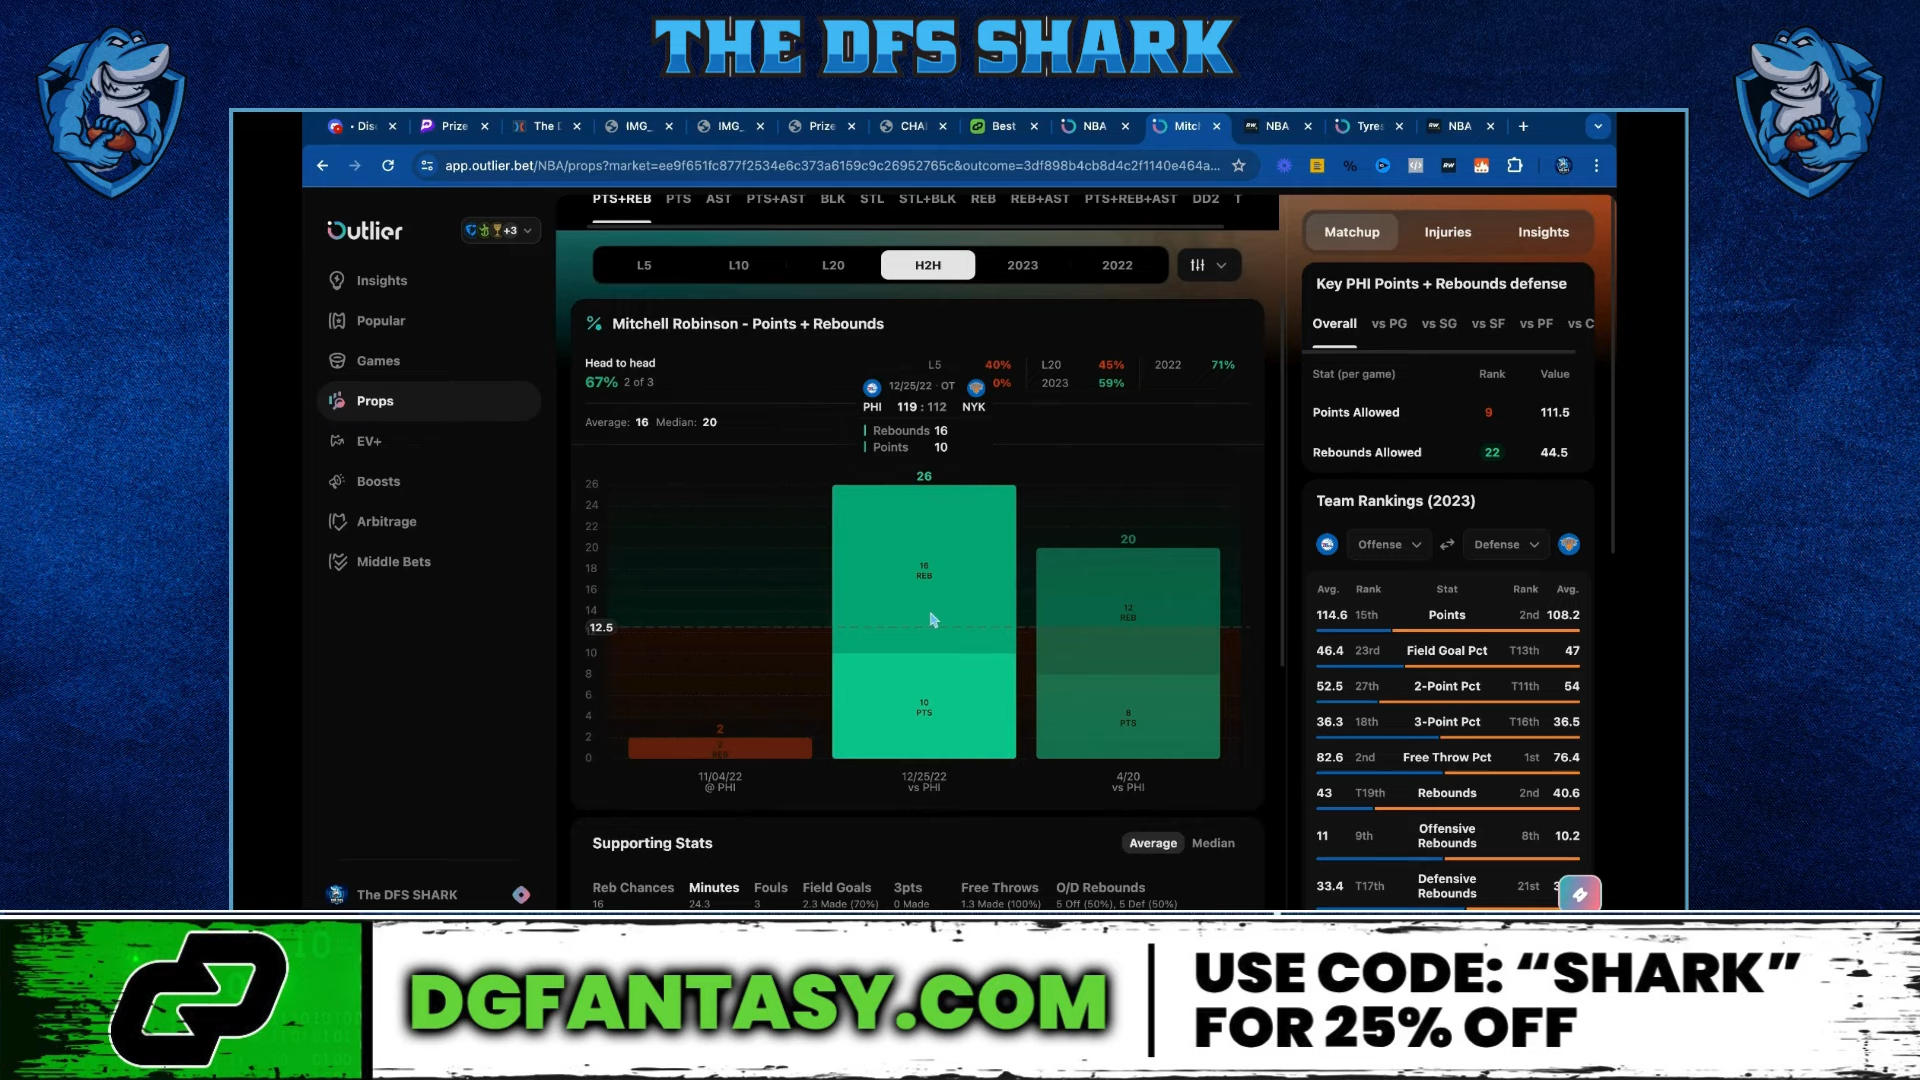 THE DFS SHARK
Dis
Prize
The D
IMG_
IMG_
Prize
CHA
Best
NBA
Mitch
NBA
Tyres
NBA
app.outlier.bet/NBA/props?market=ee9f651fc877f2534e6c373a6159c9c26952765c&outcome=3df898b4cb8d4c2f1140e464a...
Outlier
+3
Insights
Popular
Games
Props
EV+
Boosts
Arbitrage
Middle Bets
The DFS SHARK
PTS+REB PTS AST PTS+AST BLK STL STL+BLK REB REB+AST PTS+REB+AST DD2 T
L5 L10 L20 H2H 2023 2022
Mitchell Robinson - Points + Rebounds
Head to head
67% 2 of 3
L5 40% L20 45% 2022 71%
0% 2023 59%
12/25/22 · OT
PHI 119 : 112 NYK
Rebounds 16
Points 10
Average: 16 Median: 20
26
24
22
20
18
16
14
12.5
10
8
6
4
2
0
2
2
REB
26
16
REB
10
PTS
20
12
REB
8
PTS
11/04/22
@ PHI
12/25/22
vs PHI
4/20
vs PHI
Supporting Stats
Average Median
Reb Chances Minutes Fouls Field Goals 3pts Free Throws O/D Rebounds
16 24.3 3 2.3 Made (70%) 0 Made 1.3 Made (100%) 5 Off (50%), 5 Def (50%)
Matchup Injuries Insights
Key PHI Points + Rebounds defense
Overall vs PG vs SG vs SF vs PF vs C
Stat (per game) Rank Value
Points Allowed 9 111.5
Rebounds Allowed 22 44.5
Team Rankings (2023)
Offense Defense
Avg. Rank Stat Rank Avg.
114.6 15th Points 2nd 108.2
46.4 23rd Field Goal Pct T13th 47
52.5 27th 2-Point Pct T11th 54
36.3 18th 3-Point Pct T16th 36.5
82.6 2nd Free Throw Pct 1st 76.4
43 T19th Rebounds 2nd 40.6
11 9th Offensive Rebounds 8th 10.2
33.4 T17th Defensive Rebounds 21st
DGFANTASY.COM
USE CODE: “SHARK”
FOR 25% OFF